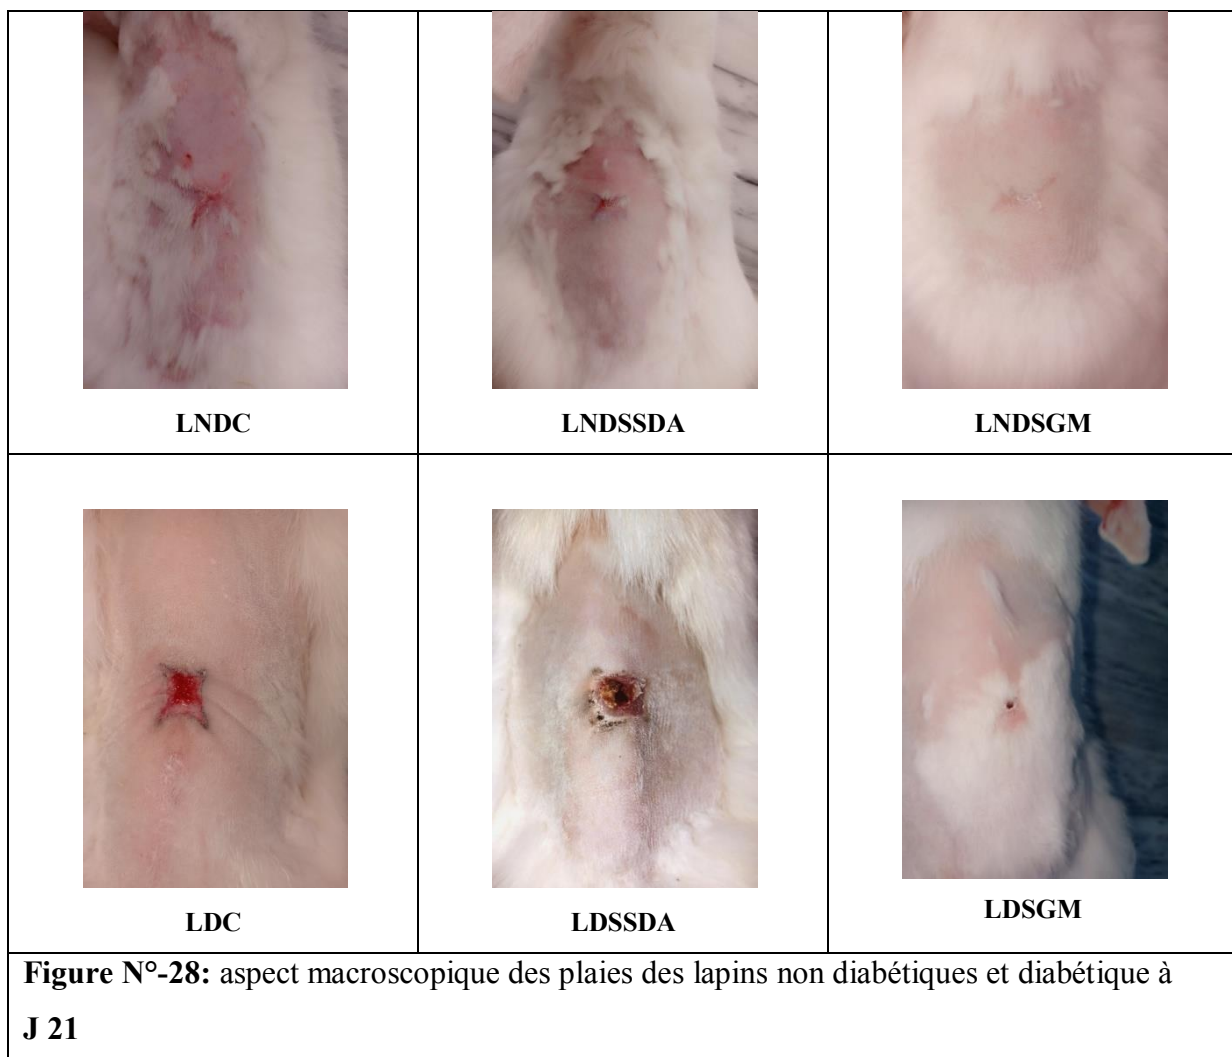 LNDC
LNDSSDA
LNDSGM
LDC
LDSSDA
LDSGM
Figure N°-28: aspect macroscopique des plaies des lapins non diabétiques et diabétique à
J 21